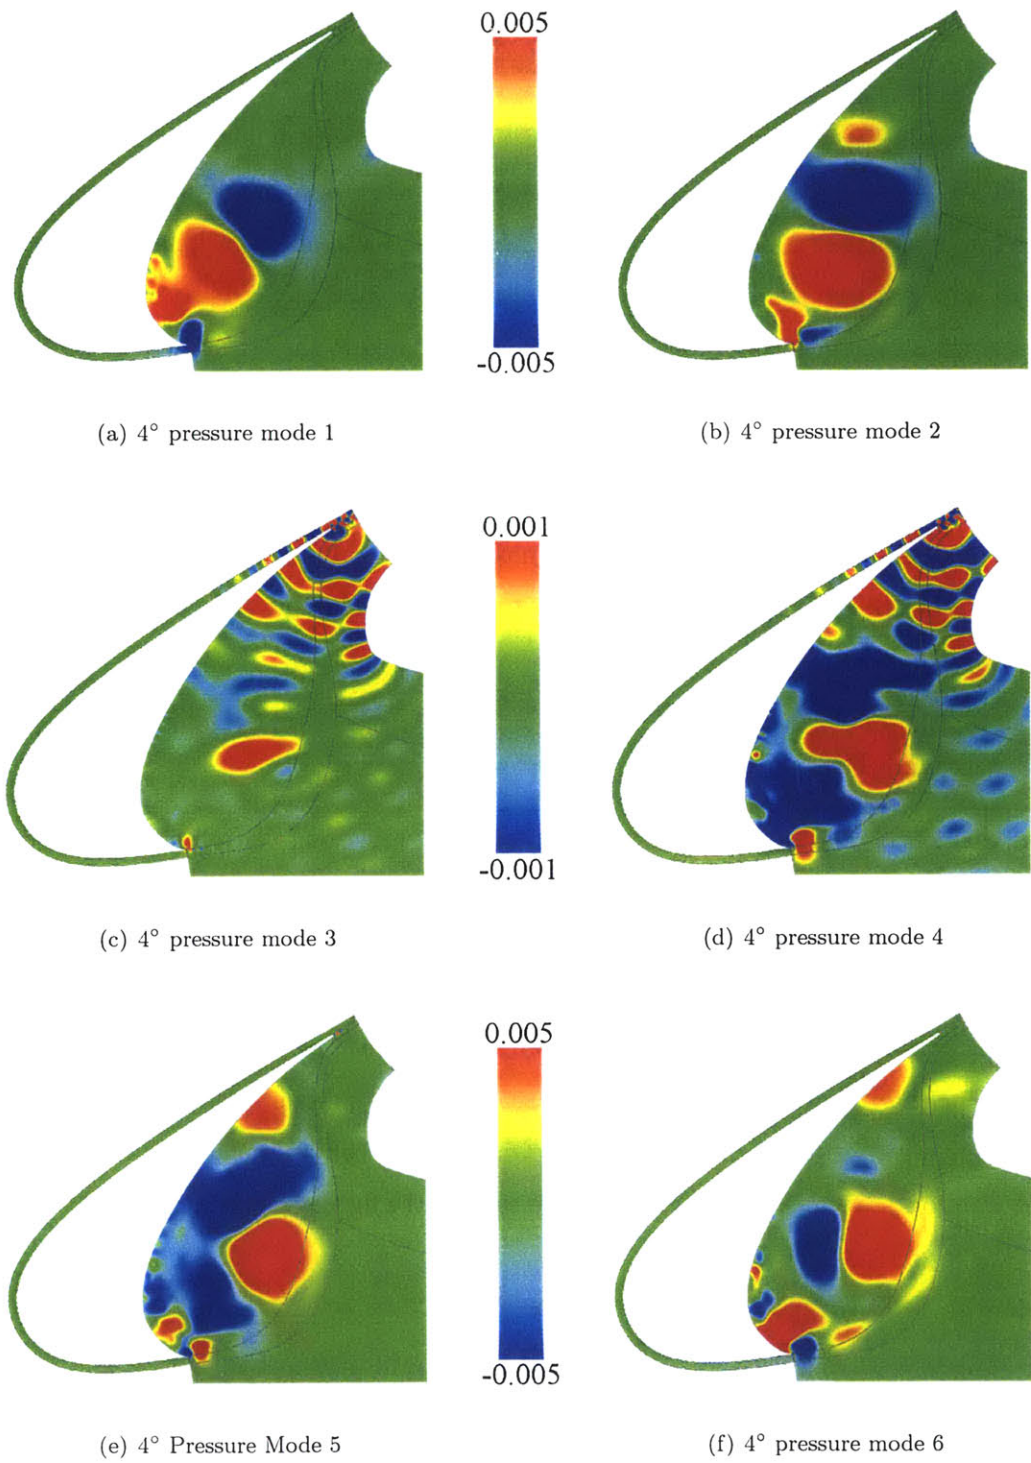 0.005
-0.005
(a) 4° pressure mode 1
(b) 4° pressure mode 2
0.001
-0.001
(c) 4° pressure mode 3
(d) 4° pressure mode 4
0.005
-0.005
(e) 4° Pressure Mode 5
(f) 4° pressure mode 6